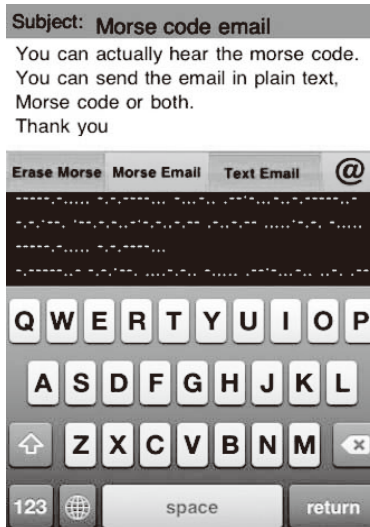 Subject: Morse code email
You can actually hear the morse code.
You can send the email in plain text,
Morse code or both.
Thank you
Erase Morse Morse Email Text Email @
Q W E R T Y U I O P
A S D F G H J K L
Z X C V B N M
123 space return